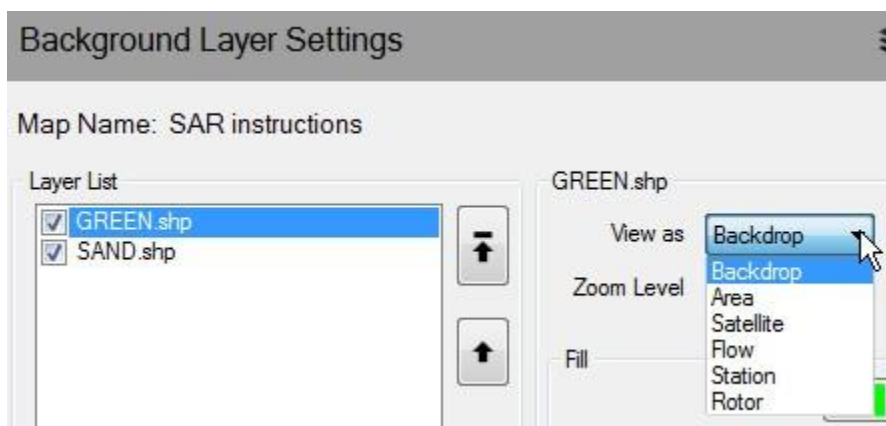 Background Layer Settings
Map Name: SAR instructions
Layer List
GREEN.shp
SAND.shp
GREEN.shp
View as Backdrop
Backdrop
Zoom Level
Area
Satellite
Flow
Fill
Station
Rotor